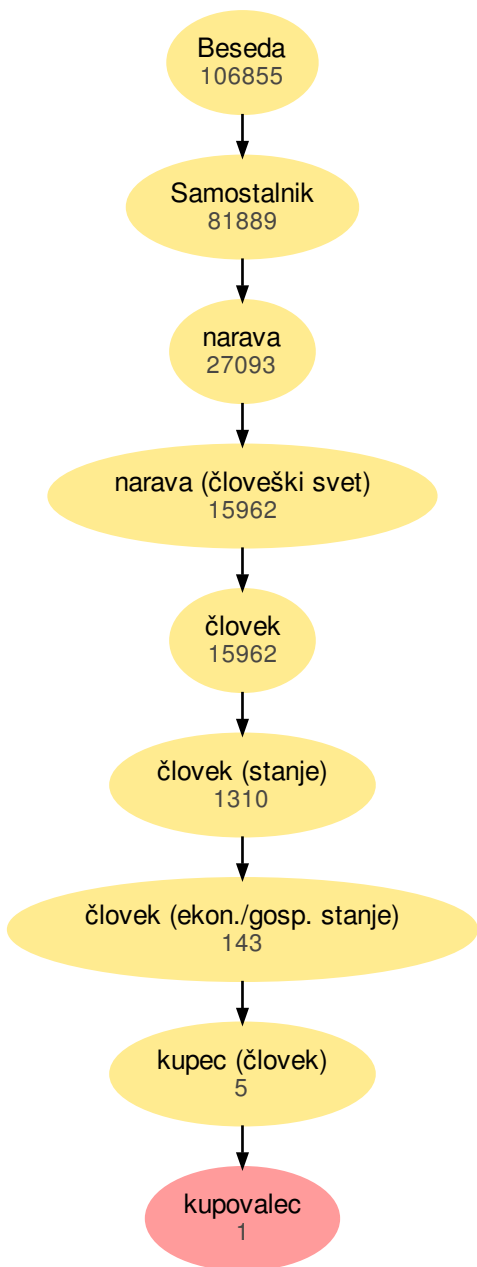 Beseda
106855
Samostalnik
81889
narava
27093
narava (človeški svet)
15962
človek
15962
človek (stanje)
1310
človek (ekon./gosp. stanje)
143
kupec (človek)
5
kupovalec
1